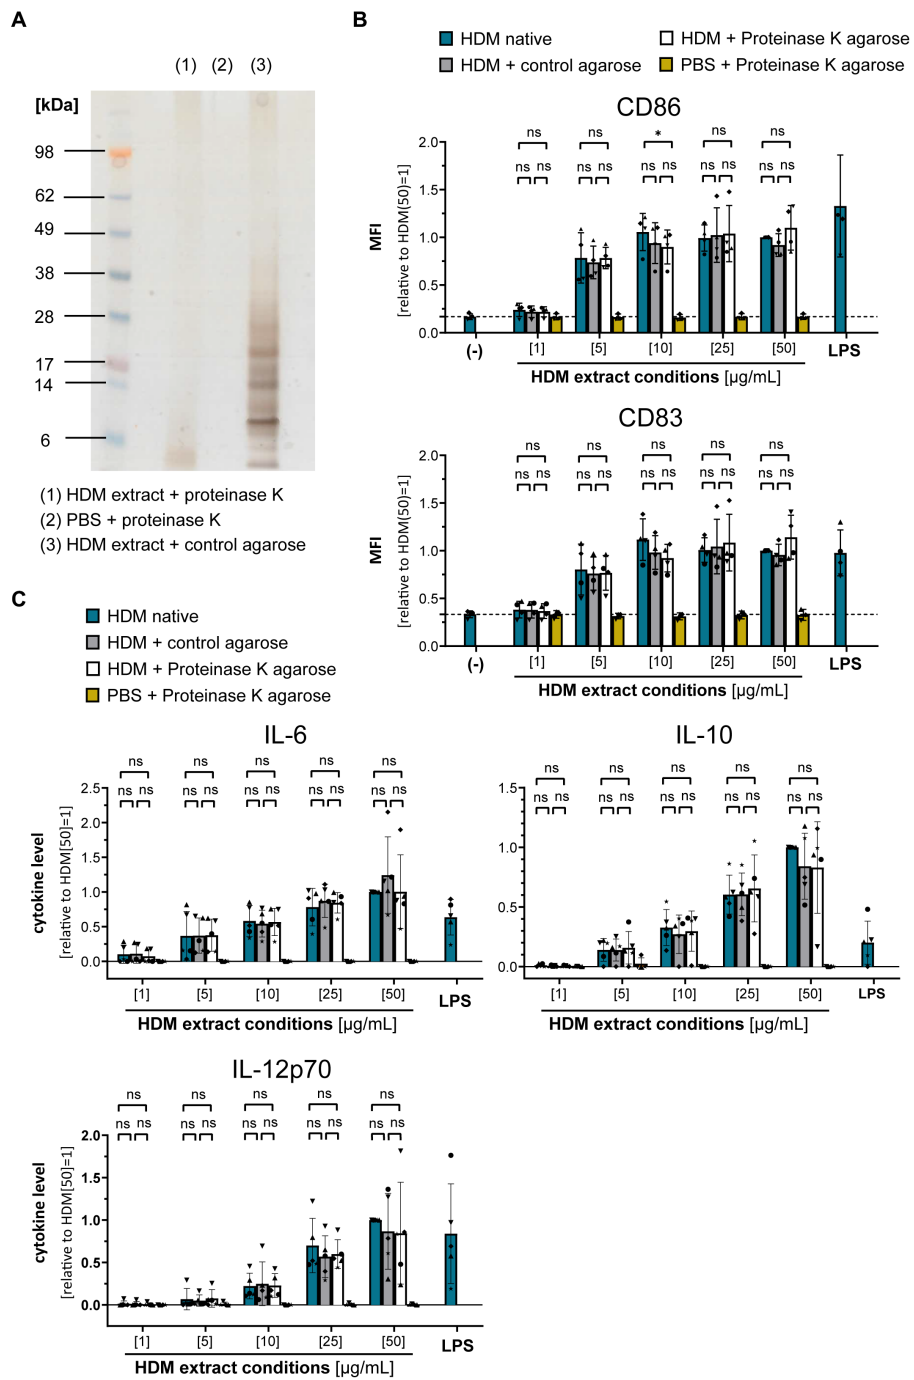 A
(1) (2) (3)
[kDa]
98
62
49
38
28
17
14
6
(1) HDM extract + proteinase K
(2) PBS + proteinase K
(3) HDM extract + control agarose
B
HDM native
HDM + Proteinase K agarose
HDM + control agarose
PBS + Proteinase K agarose
CD86
ns ns * ns ns
ns ns ns ns ns ns ns ns ns ns
MFI
[relative to HDM(50)=1]
2.0
1.5
1.0
0.5
0.0
(-) [1] [5] [10] [25] [50] LPS
HDM extract conditions [µg/mL]
CD83
ns ns ns ns ns
ns ns ns ns ns ns ns ns ns ns
MFI
[relative to HDM(50)=1]
2.0
1.5
1.0
0.5
0.0
(-) [1] [5] [10] [25] [50] LPS
HDM extract conditions [µg/mL]
C
HDM native
HDM + control agarose
HDM + Proteinase K agarose
PBS + Proteinase K agarose
IL-6
ns ns ns ns ns
ns ns ns ns ns ns ns ns ns ns
cytokine level
[relative to HDM[50]=1]
2.5
2.0
1.5
1.0
0.5
0.0
[1] [5] [10] [25] [50] LPS
HDM extract conditions [µg/mL]
IL-10
ns ns ns ns ns
ns ns ns ns ns ns ns ns ns ns
1.5
1.0
0.5
0.0
[1] [5] [10] [25] [50] LPS
HDM extract conditions [µg/mL]
IL-12p70
ns ns ns ns ns
ns ns ns ns ns ns ns ns ns ns
cytokine level
[relative to HDM[50]=1]
2.0
1.5
1.0
0.5
0.0
[1] [5] [10] [25] [50] LPS
HDM extract conditions [µg/mL]